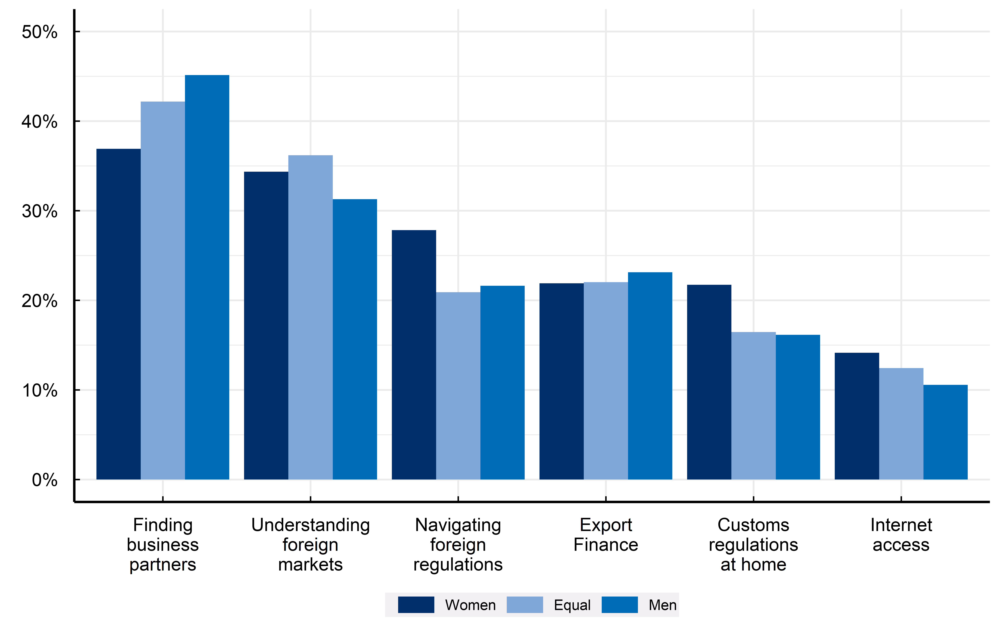 50%
40%
30%
20%
10%
0%
Finding
business
partners
Understanding
foreign
markets
Navigating
foreign
regulations
Export
Finance
Customs
regulations
at home
Internet
access
Women Equal Men